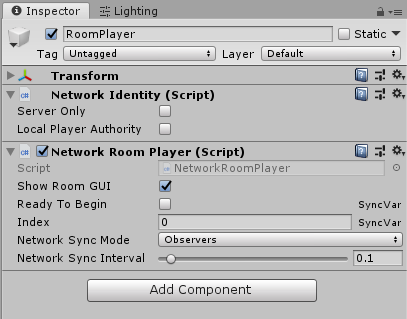 Inspector Lighting
RoomPlayer Static
Tag Untagged Layer Default
Transform
Network Identity (Script)
Server Only
Local Player Authority
Network Room Player (Script)
Script NetworkRoomPlayer
Show Room GUI
Ready To Begin SyncVar
Index 0 SyncVar
Network Sync Mode Observers
Network Sync Interval 0.1
Add Component